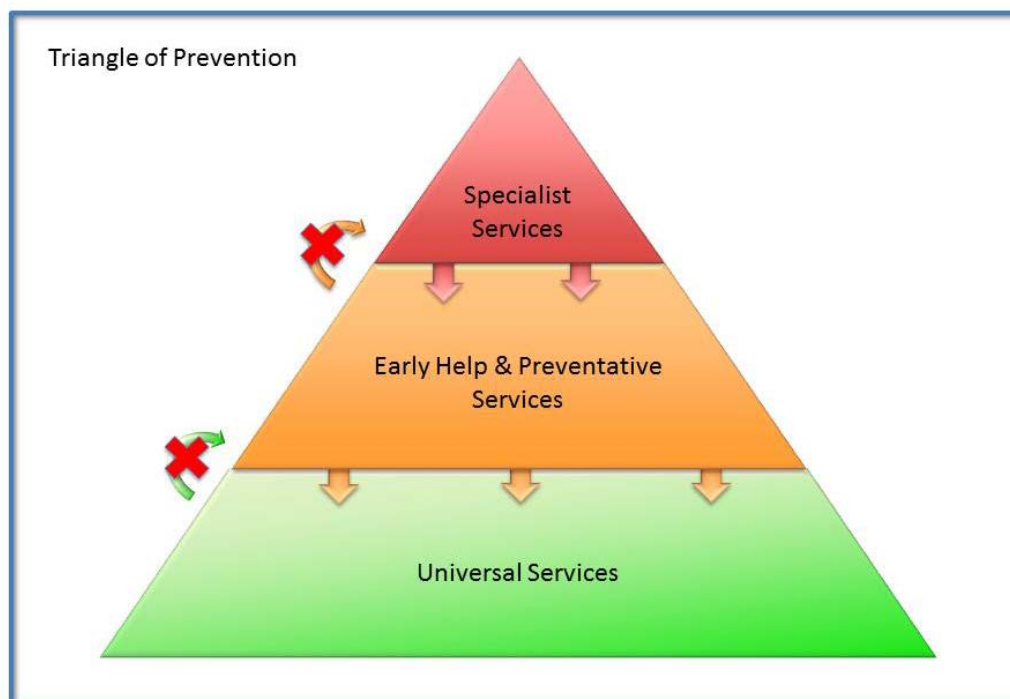 Triangle of Prevention
Specialist
Services
Early Help & Preventative
Services
Universal Services